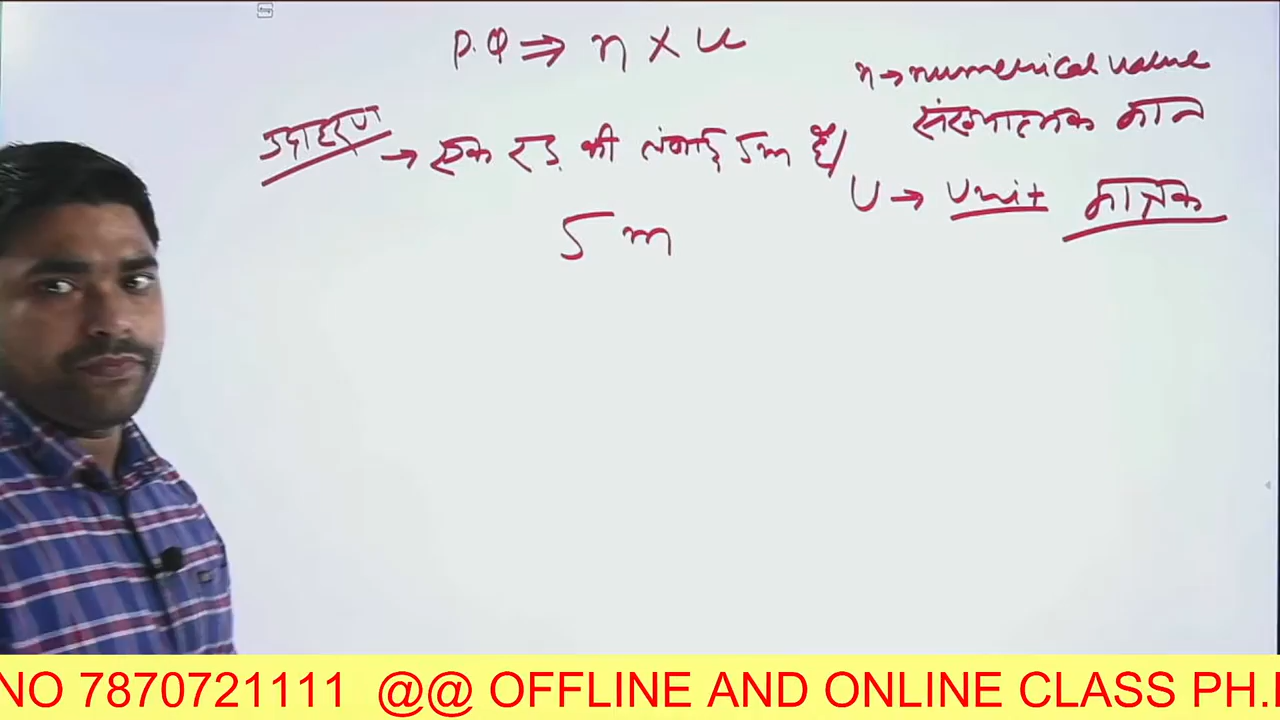 P.Q ⇒ n × u
n → numerical value
संख्यात्मक मान
उदाहरण → एक रड़ की लंबाई 5m है।
U → Unit मात्रक
5 m
NO 7870721111 @@ OFFLINE AND ONLINE CLASS PH.